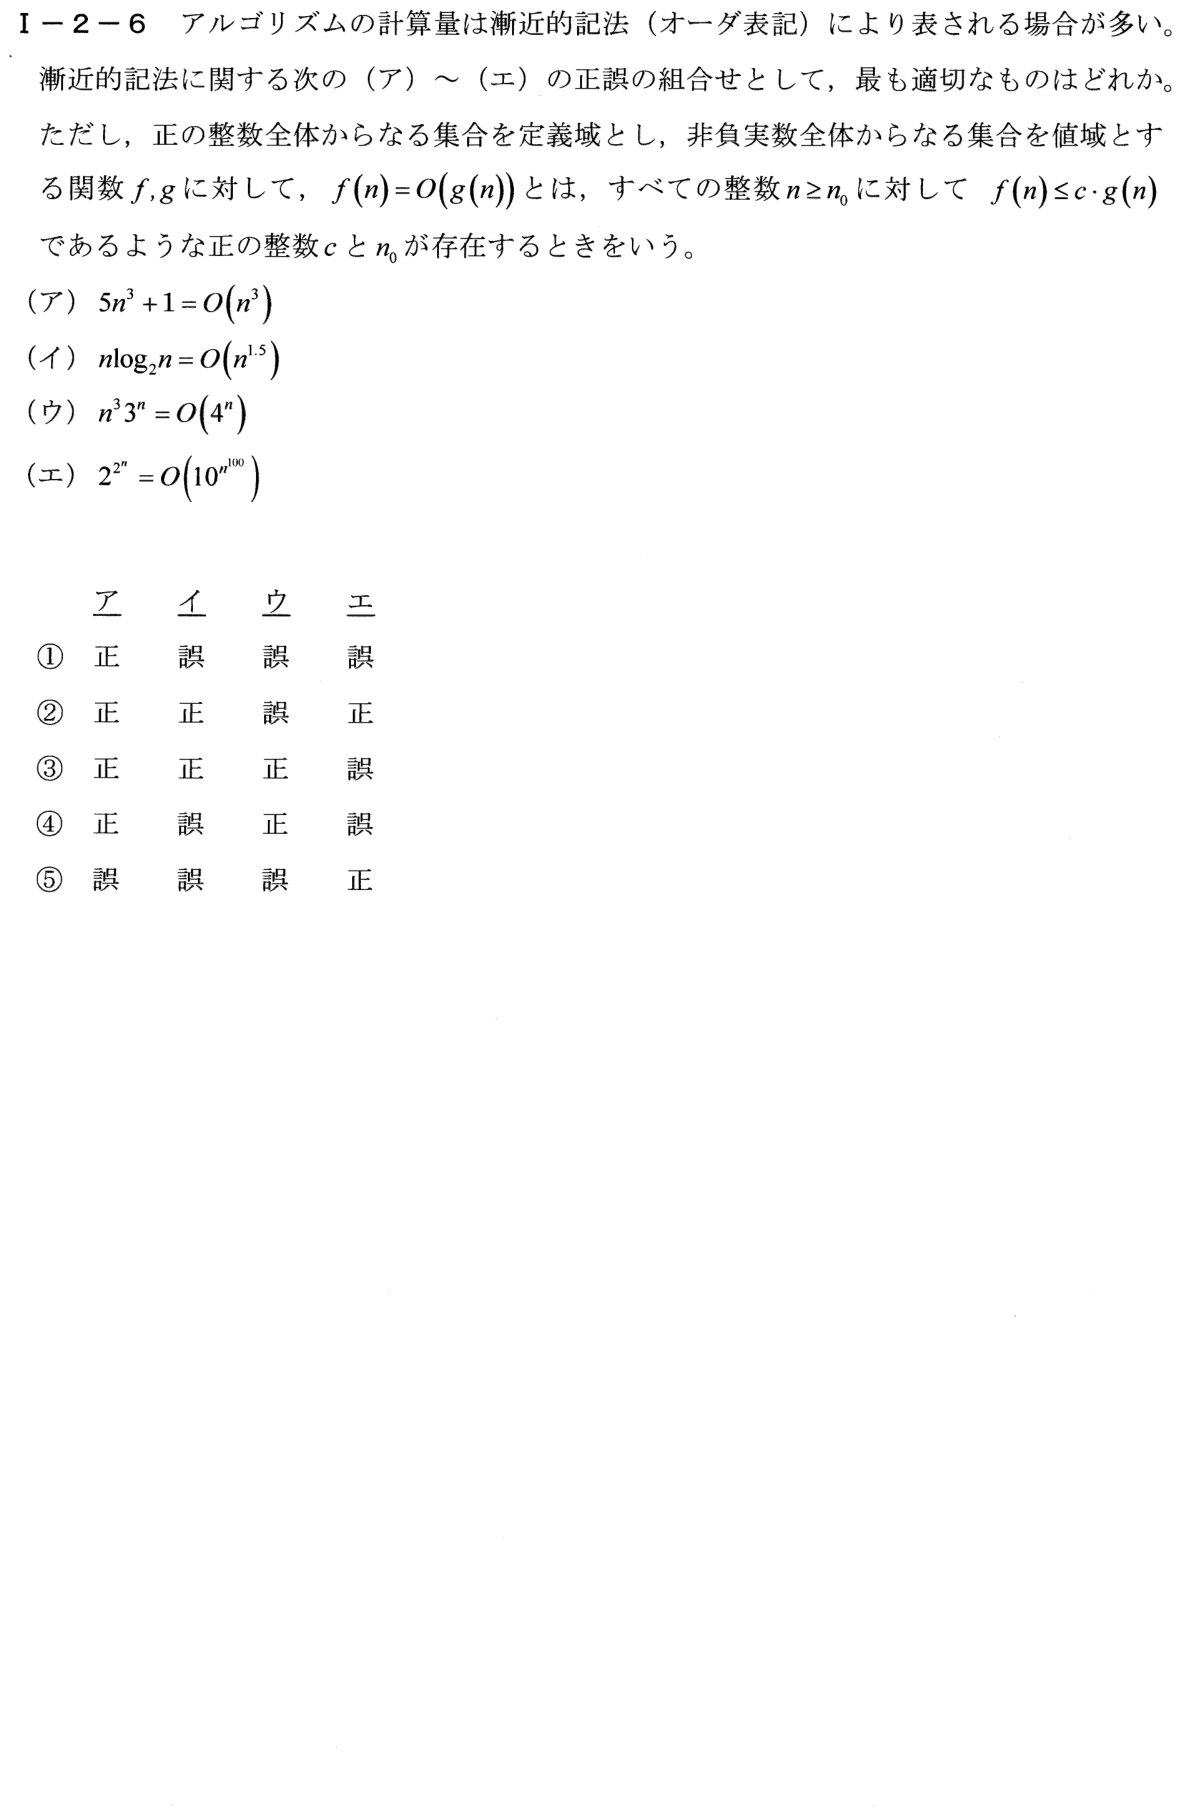 Ⅰ－２－６　アルゴリズムの計算量は漸近的記法（オーダ表記）により表される場合が多い。
漸近的記法に関する次の（ア）～（エ）の正誤の組合せとして，最も適切なものはどれか。
ただし，正の整数全体からなる集合を定義域とし，非負実数全体からなる集合を値域とす
る関数 f,g に対して， f(n)=O(g(n)) とは，すべての整数 n≥n₀ に対して f(n)≤c·g(n)
であるような正の整数 c と n₀ が存在するときをいう。
（ア） 5n³+1=O(n³)
（イ） nlog₂n=O(n^{1.5})
（ウ） n³3ⁿ=O(4ⁿ)
（エ） 2^{2^n}=O(10^{n^{100}})
ア　イ　ウ　エ
① 正　誤　誤　誤
② 正　正　誤　正
③ 正　正　正　誤
④ 正　誤　正　誤
⑤ 誤　誤　誤　正